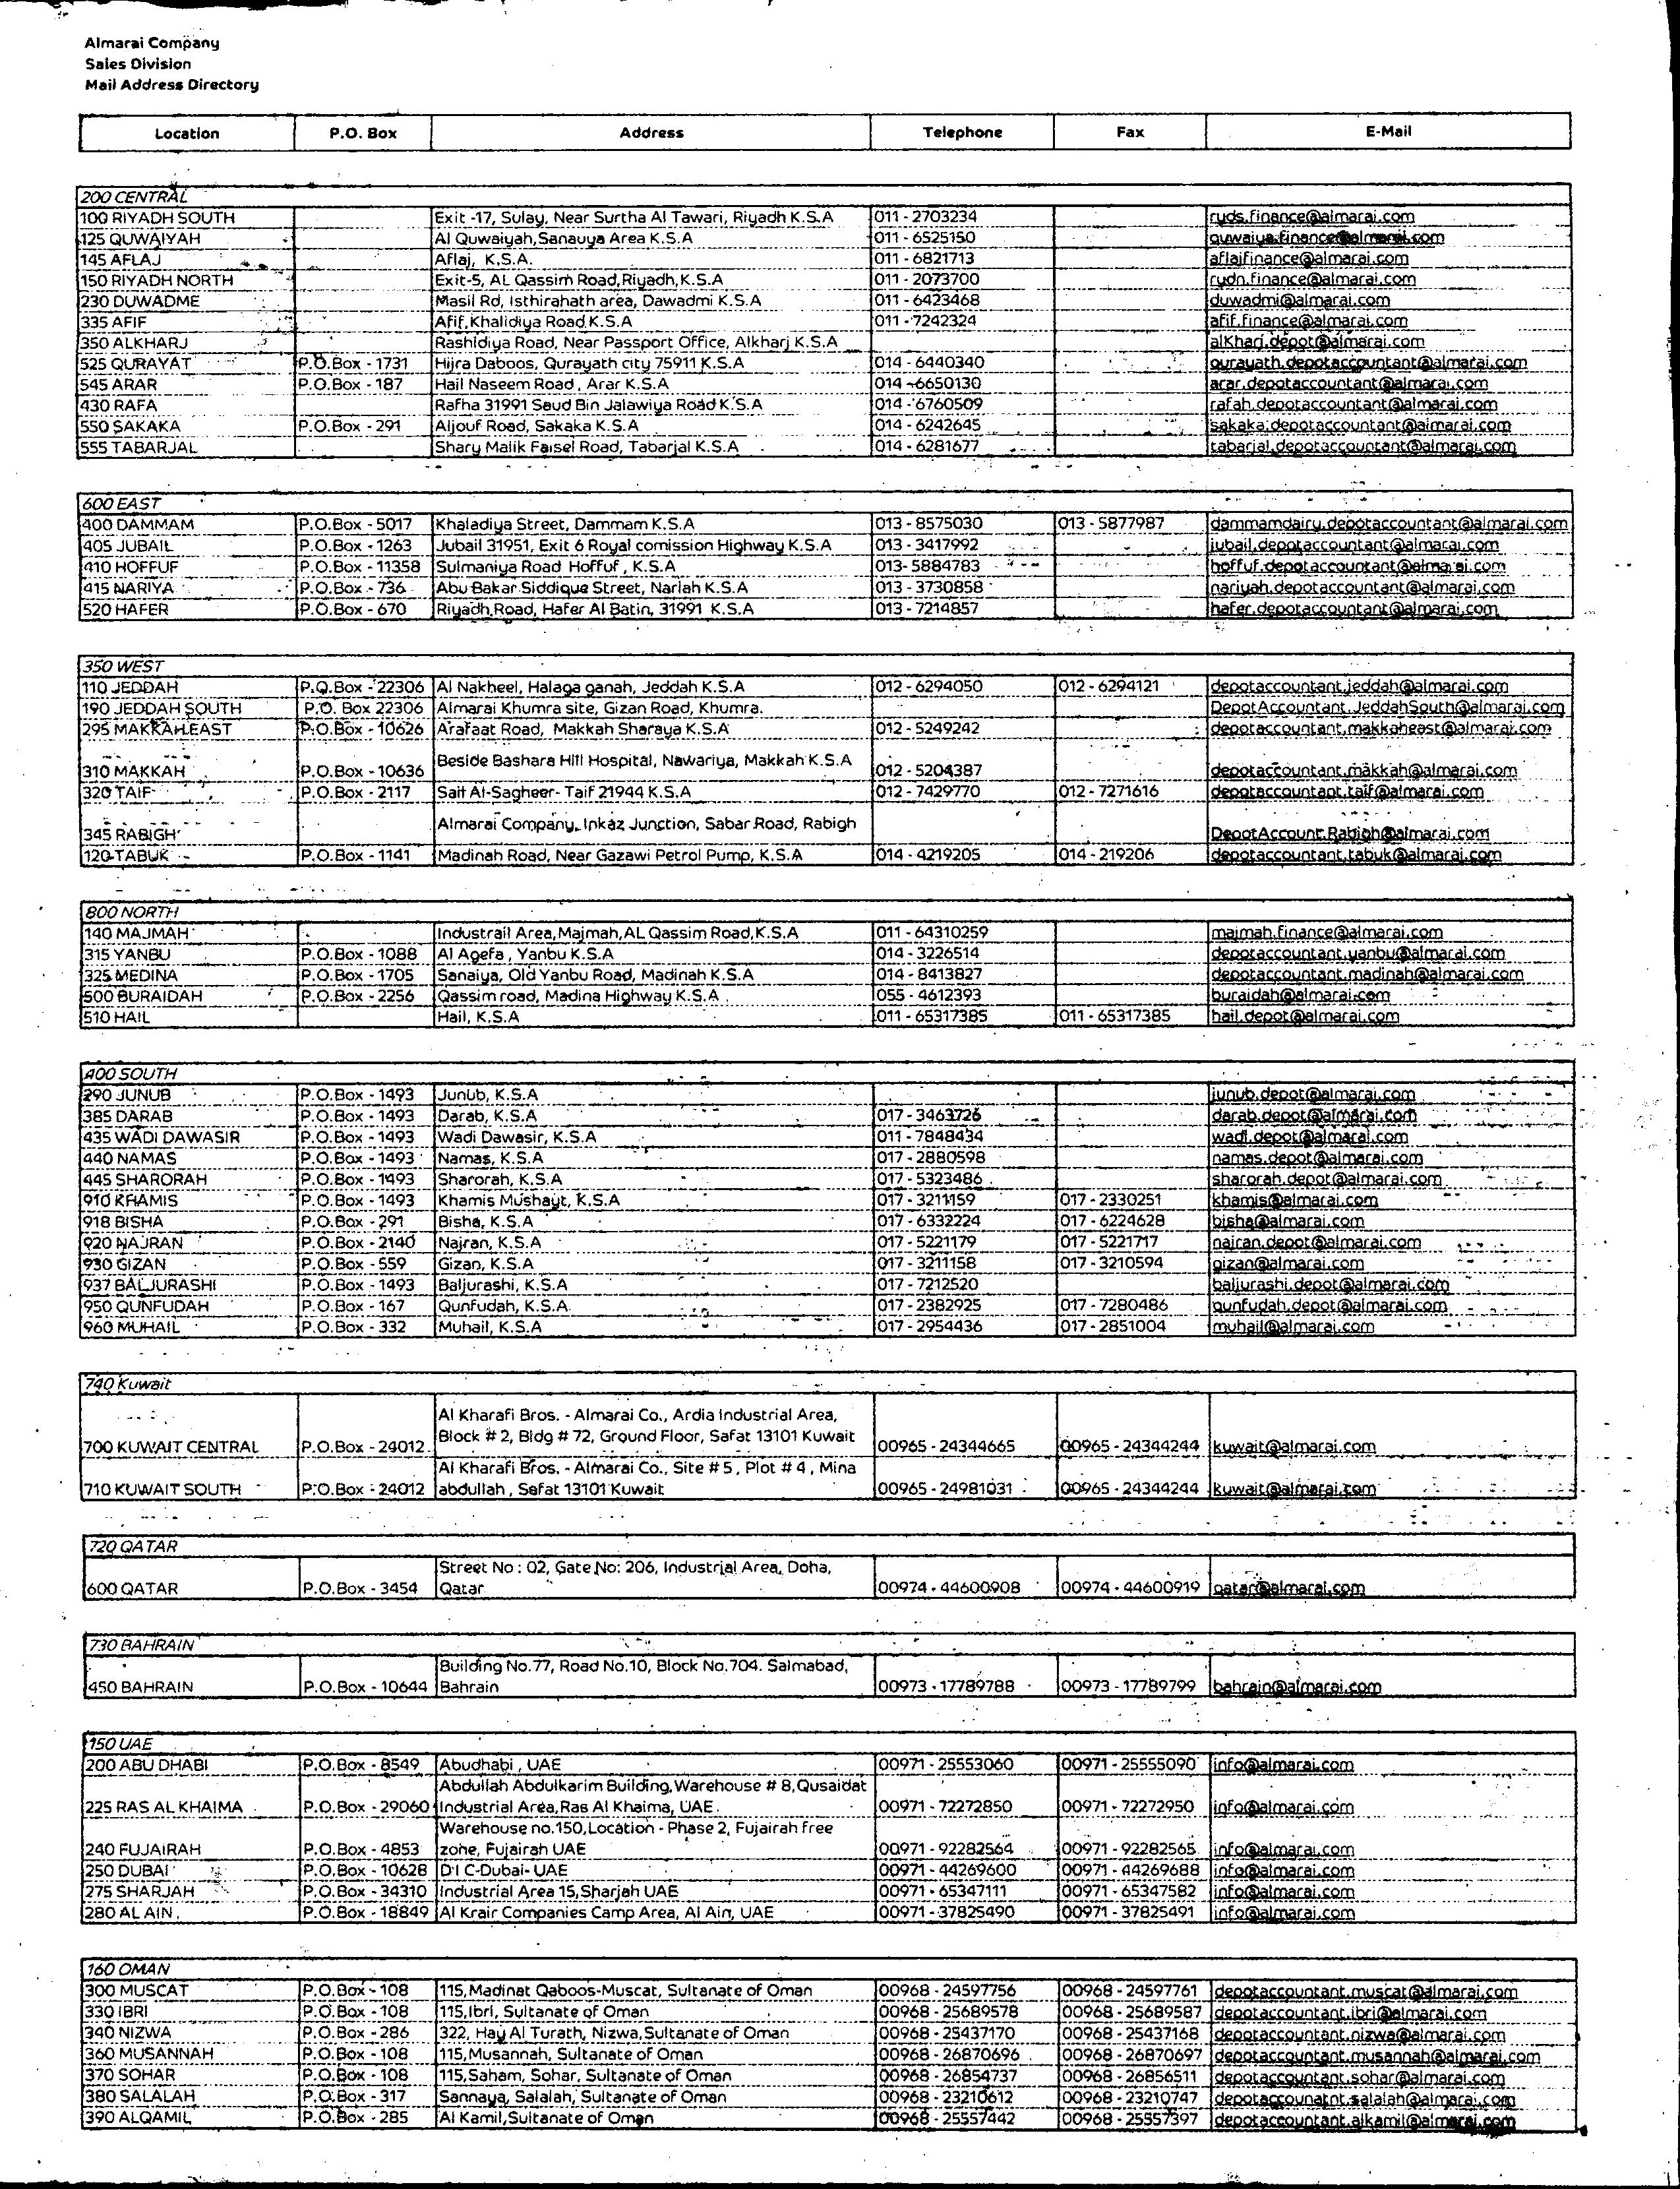 Almarai Company
Sales Division
Mail Address Directory
Location P.O. Box Address Telephone Fax E-Mail
200 CENTRAL
100 RIYADH SOUTH Exit -17, Sulay, Near Surtha Al Tawari, Riyadh K.S.A 011 - 2703234 ruds.finance@almarai.com
125 QUWAIYAH Al Quwaiyah,Sanauya Area K.S.A 011 - 6525150 quwaiya.finance@almarai.com
145 AFLAJ Aflaj, K.S.A. 011 - 6821713 aflajfinance@almarai.com
150 RIYADH NORTH Exit-5, AL Qassim Road,Riyadh,K.S.A 011 - 2073700 rydn.finance@almarai.com
230 DUWADME Masil Rd, Isthirahath area, Dawadmi K.S.A 011 - 6423468 duwadmi@almarai.com
335 AFIF Afif,Khalidiya Road K.S.A 011 - 7242324 afif.finance@almarai.com
350 ALKHARJ Rashidiya Road, Near Passport Office, Alkharj K.S.A alKharj.depot@almarai.com
525 QURAYAT P.O.Box - 1731 Hijra Daboos, Qurayath city 75911 K.S.A 014 - 6440340 qurayath.depotaccountant@almarai.com
545 ARAR P.O.Box - 187 Hail Naseem Road , Arar K.S.A 014 - 6650130 arar.depotaccountant@almarai.com
430 RAFA Rafha 31991 Saud Bin Jalawiya Road K.S.A 014 - 6760509 rafah.depotaccountant@almarai.com
550 SAKAKA P.O.Box - 291 Aljouf Road, Sakaka K.S.A 014 - 6242645 sakaka.depotaccountant@almarai.com
555 TABARJAL Shary Malik Faisel Road, Tabarjal K.S.A 014 - 6281677 tabarjal.depotaccountant@almarai.com
600 EAST
400 DAMMAM P.O.Box - 5017 Khaladiya Street, Dammam K.S.A 013 - 8575030 013 - 5877987 dammamdairy.depotaccountant@almarai.com
405 JUBAIL P.O.Box - 1263 Jubail 31951, Exit 6 Royal comission Highway K.S.A 013 - 3417992 jubail.depotaccountant@almarai.com
410 HOFFUF P.O.Box - 11358 Sulmaniya Road Hoffuf , K.S.A 013- 5884783 hoffuf.depotaccountant@almarai.com
415 NARIYA P.O.Box - 736 Abu Bakar Siddique Street, Nariah K.S.A 013 - 3730858 nariyah.depotaccountant@almarai.com
520 HAFER P.O.Box - 670 Riyadh,Road, Hafer Al Batin, 31991 K.S.A 013 - 7214857 hafer.depotaccountant@almarai.com
350 WEST
110 JEDDAH P.O.Box - 22306 Al Nakheel, Halaga ganah, Jeddah K.S.A 012 - 6294050 012 - 6294121 depotaccountant.jeddah@almarai.com
190 JEDDAH SOUTH P.O. Box 22306 Almarai Khumra site, Gizan Road, Khumra. DepotAccountant.JeddahSouth@almarai.com
295 MAKKAH EAST P.O.Box - 10626 Arafaat Road, Makkah Sharaya K.S.A 012 - 5249242 depotaccountant.makkaheast@almarai.com
310 MAKKAH P.O.Box - 10636 Beside Bashara Hill Hospital, Nawariya, Makkah K.S.A 012 - 5204387 depotaccountant.makkah@almarai.com
320 TAIF P.O.Box - 2117 Sait Al-Sagheer- Taif 21944 K.S.A 012 - 7429770 012 - 7271616 depotaccountant.taif@almarai.com
345 RABIGH Almarai Company, Inkaz Junction, Sabar Road, Rabigh DepotAccount.Rabigh@almarai.com
120 TABUK P.O.Box - 1141 Madinah Road, Near Gazawi Petrol Pump, K.S.A 014 - 4219205 014 - 219206 depotaccountant.tabuk@almarai.com
800 NORTH
140 MAJMAH Industrail Area,Majmah,AL Qassim Road,K.S.A 011 - 64310259 majmah.finance@almarai.com
315 YANBU P.O.Box - 1088 Al Agefa , Yanbu K.S.A 014 - 3226514 depotaccountant.yanbu@almarai.com
325 MEDINA P.O.Box - 1705 Sanaiya, Old Yanbu Road, Madinah K.S.A 014 - 8413827 depotaccountant.madinah@almarai.com
500 BURAIDAH P.O.Box - 2256 Qassim road, Madina Highway K.S.A 055 - 4612393 buraidah@almarai.com
510 HAIL Hail, K.S.A 011 - 65317385 011 - 65317385 hail.depot@almarai.com
400 SOUTH
290 JUNUB P.O.Box - 1493 Junub, K.S.A junub.depot@almarai.com
385 DARAB P.O.Box - 1493 Darab, K.S.A 017 - 3463726 darab.depot@almarai.com
435 WADI DAWASIR P.O.Box - 1493 Wadi Dawasir, K.S.A 011 - 7848434 wadi.depot@almarai.com
440 NAMAS P.O.Box - 1493 Namas, K.S.A 017 - 2880598 namas.depot@almarai.com
445 SHARORAH P.O.Box - 1493 Sharorah, K.S.A 017 - 5323486 sharorah.depot@almarai.com
910 KHAMIS P.O.Box - 1493 Khamis Mushayt, K.S.A 017 - 3211159 017 - 2330251 khamis@almarai.com
918 BISHA P.O.Box - 291 Bisha, K.S.A 017 - 6332224 017 - 6224628 bisha@almarai.com
920 NAJRAN P.O.Box - 2140 Najran, K.S.A 017 - 5221179 017 - 5221717 najran.depot@almarai.com
930 GIZAN P.O.Box - 559 Gizan, K.S.A 017 - 3211158 017 - 3210594 gizan@almarai.com
937 BALJURASHI P.O.Box - 1493 Baljurashi, K.S.A 017 - 7212520 baljurashi.depot@almarai.com
950 QUNFUDAH P.O.Box - 167 Qunfudah, K.S.A 017 - 2382925 017 - 7280486 qunfudah.depot@almarai.com
960 MUHAIL P.O.Box - 332 Muhail, K.S.A 017 - 2954436 017 - 2851004 muhail@almarai.com
740 Kuwait
Al Kharafi Bros. - Almarai Co., Ardia Industrial Area,
700 KUWAIT CENTRAL P.O.Box - 24012 Block # 2, Bldg # 72, Ground Floor, Safat 13101 Kuwait 00965 - 24344665 00965 - 24344244 kuwait@almarai.com
Al Kharafi Bros. - Almarai Co., Site # 5 , Plot # 4 , Mina
710 KUWAIT SOUTH P.O.Box - 24012 abdullah , Safat 13101 Kuwait 00965 - 24981031 00965 - 24344244 kuwait@almarai.com
720 QATAR
Street No : 02, Gate No: 206, Industrial Area, Doha,
600 QATAR P.O.Box - 3454 Qatar 00974 - 44600908 00974 - 44600919 qatar@almarai.com
730 BAHRAIN
Building No.77, Road No.10, Block No.704. Salmabad,
450 BAHRAIN P.O.Box - 10644 Bahrain 00973 - 17789788 00973 - 17789799 bahrain@almarai.com
150 UAE
200 ABU DHABI P.O.Box - 8549 Abudhabi , UAE 00971 - 25553060 00971 - 25555090 info@almarai.com
Abdullah Abdulkarim Building,Warehouse # 8,Qusaidat
225 RAS AL KHAIMA P.O.Box - 29060 Industrial Area,Ras Al Khaima, UAE. 00971 - 72272850 00971 - 72272950 info@almarai.com
Warehouse no.150,Location - Phase 2, Fujairah free
240 FUJAIRAH P.O.Box - 4853 zone, Fujairah UAE 00971 - 92282564 00971 - 92282565 info@almarai.com
250 DUBAI P.O.Box - 10628 D I C-Dubai- UAE 00971 - 44269600 00971 - 44269688 info@almarai.com
275 SHARJAH P.O.Box - 34310 Industrial Area 15,Sharjah UAE 00971 - 65347111 00971 - 65347582 info@almarai.com
280 AL AIN P.O.Box - 18849 Al Krair Companies Camp Area, Al Ain, UAE 00971 - 37825490 00971 - 37825491 info@almarai.com
160 OMAN
300 MUSCAT P.O.Box - 108 115,Madinat Qaboos-Muscat, Sultanate of Oman 00968 - 24597756 00968 - 24597761 depotaccountant.muscat@almarai.com
330 IBRI P.O.Box - 108 115,Ibri, Sultanate of Oman 00968 - 25689578 00968 - 25689587 depotaccountant.ibri@almarai.com
340 NIZWA P.O.Box - 286 322, Hay Al Turath, Nizwa,Sultanate of Oman 00968 - 25437170 00968 - 25437168 depotaccountant.nizwa@almarai.com
360 MUSANNAH P.O.Box - 108 115,Musannah, Sultanate of Oman 00968 - 26870696 00968 - 26870697 depotaccountant.musannah@almarai.com
370 SOHAR P.O.Box - 108 115,Saham, Sohar, Sultanate of Oman 00968 - 26854737 00968 - 26856511 depotaccountant.sohar@almarai.com
380 SALALAH P.O.Box - 317 Sannaya, Salalah, Sultanate of Oman 00968 - 23210612 00968 - 23210747 depotaccounatnt.salalah@almarai.com
390 ALQAMIL P.O.Box - 285 Al Kamil,Sultanate of Oman 00968 - 25557442 00968 - 25557397 depotaccountant.alkamil@almarai.com